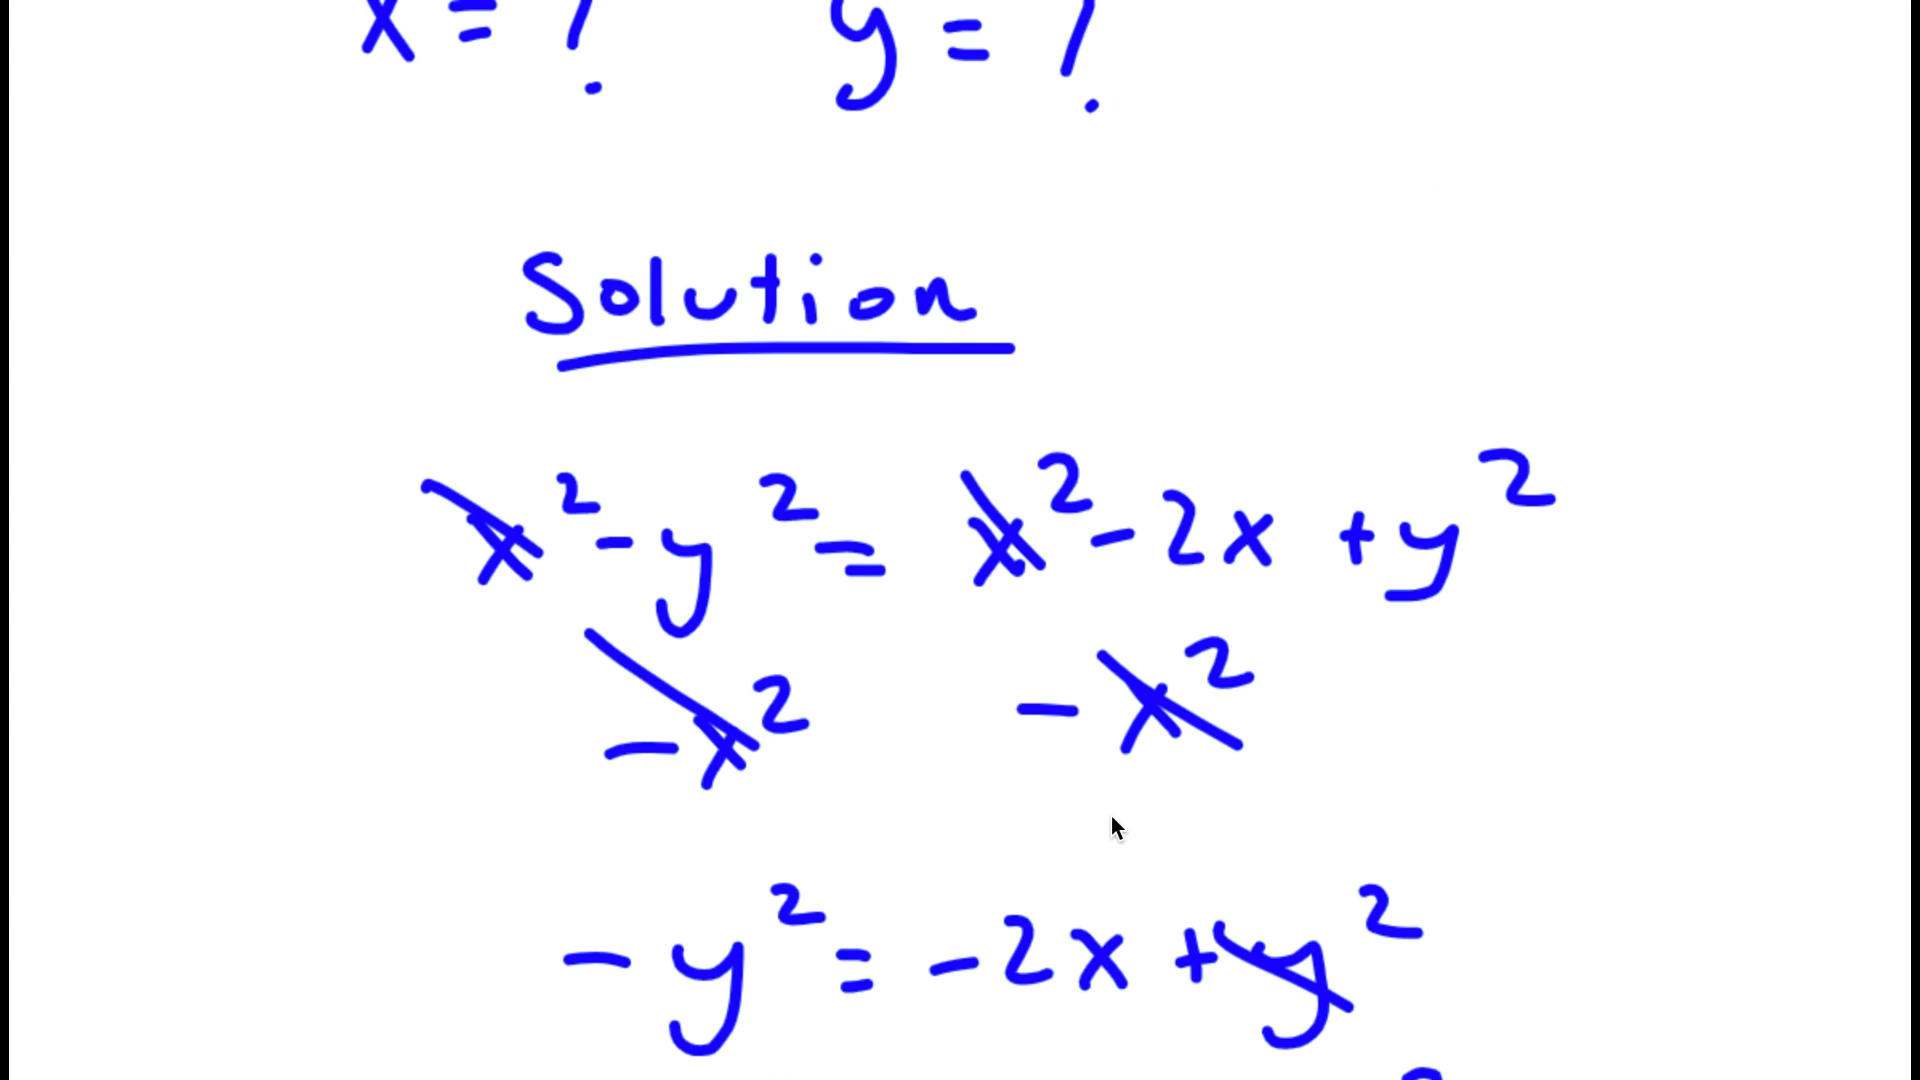 x = ? y = ?
Solution
x² - y² = x² - 2x + y²
- x² - x²
- y² = - 2x + y²